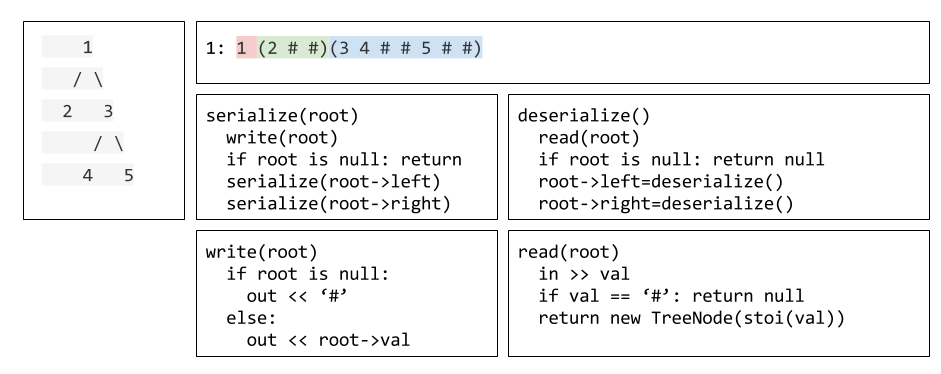 1
/ \
2 3
/ \
4 5
1: 1 (2 # #)(3 4 # # 5 # #)
serialize(root)
write(root)
if root is null: return
serialize(root->left)
serialize(root->right)
deserialize()
read(root)
if root is null: return null
root->left=deserialize()
root->right=deserialize()
write(root)
if root is null:
out << ‘#’
else:
out << root->val
read(root)
in >> val
if val == ‘#’: return null
return new TreeNode(stoi(val))